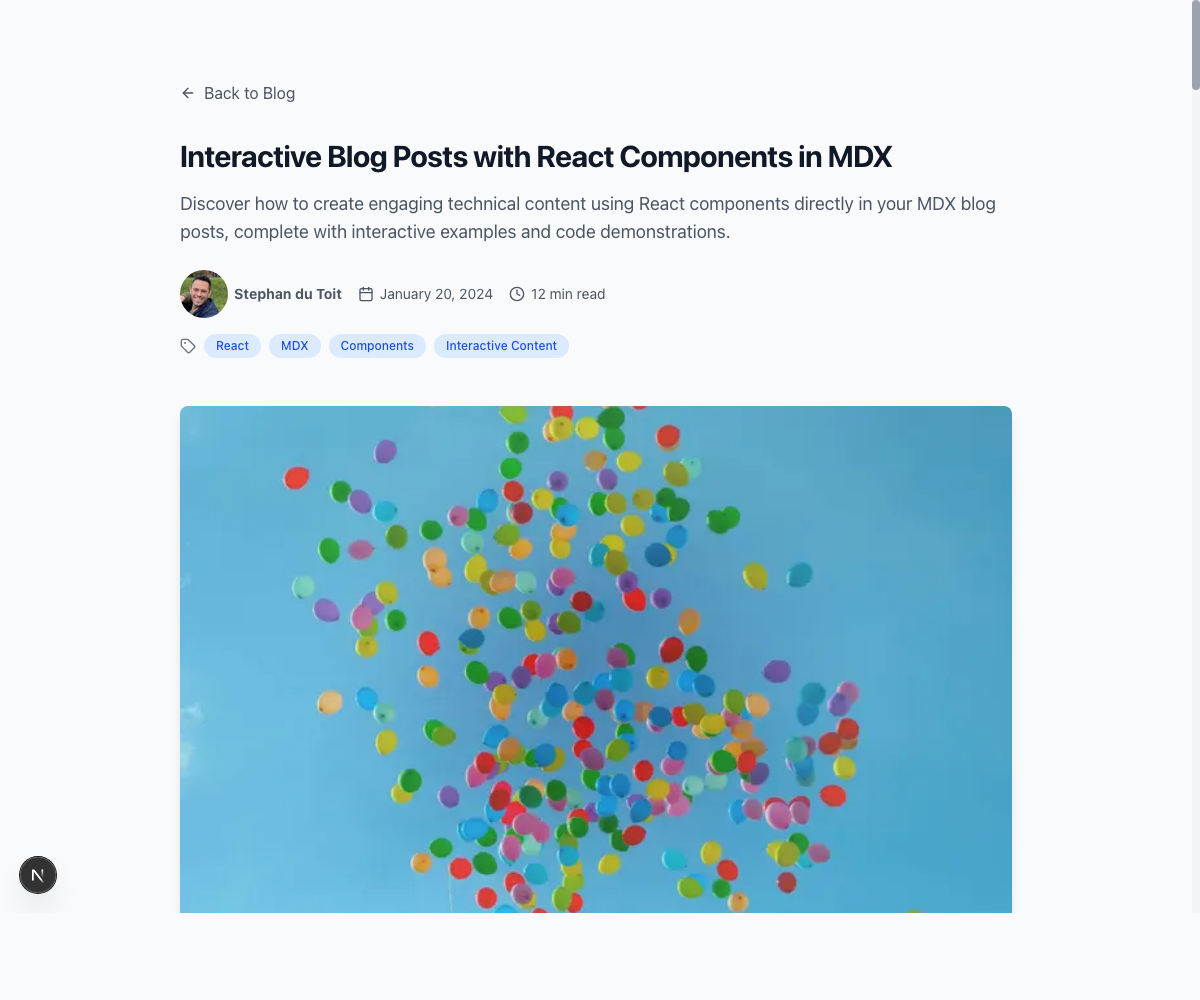 Back to Blog
Interactive Blog Posts with React Components in MDX
Discover how to create engaging technical content using React components directly in your MDX blog
posts, complete with interactive examples and code demonstrations.
Stephan du Toit January 20, 2024 12 min read
React MDX Components Interactive Content
N